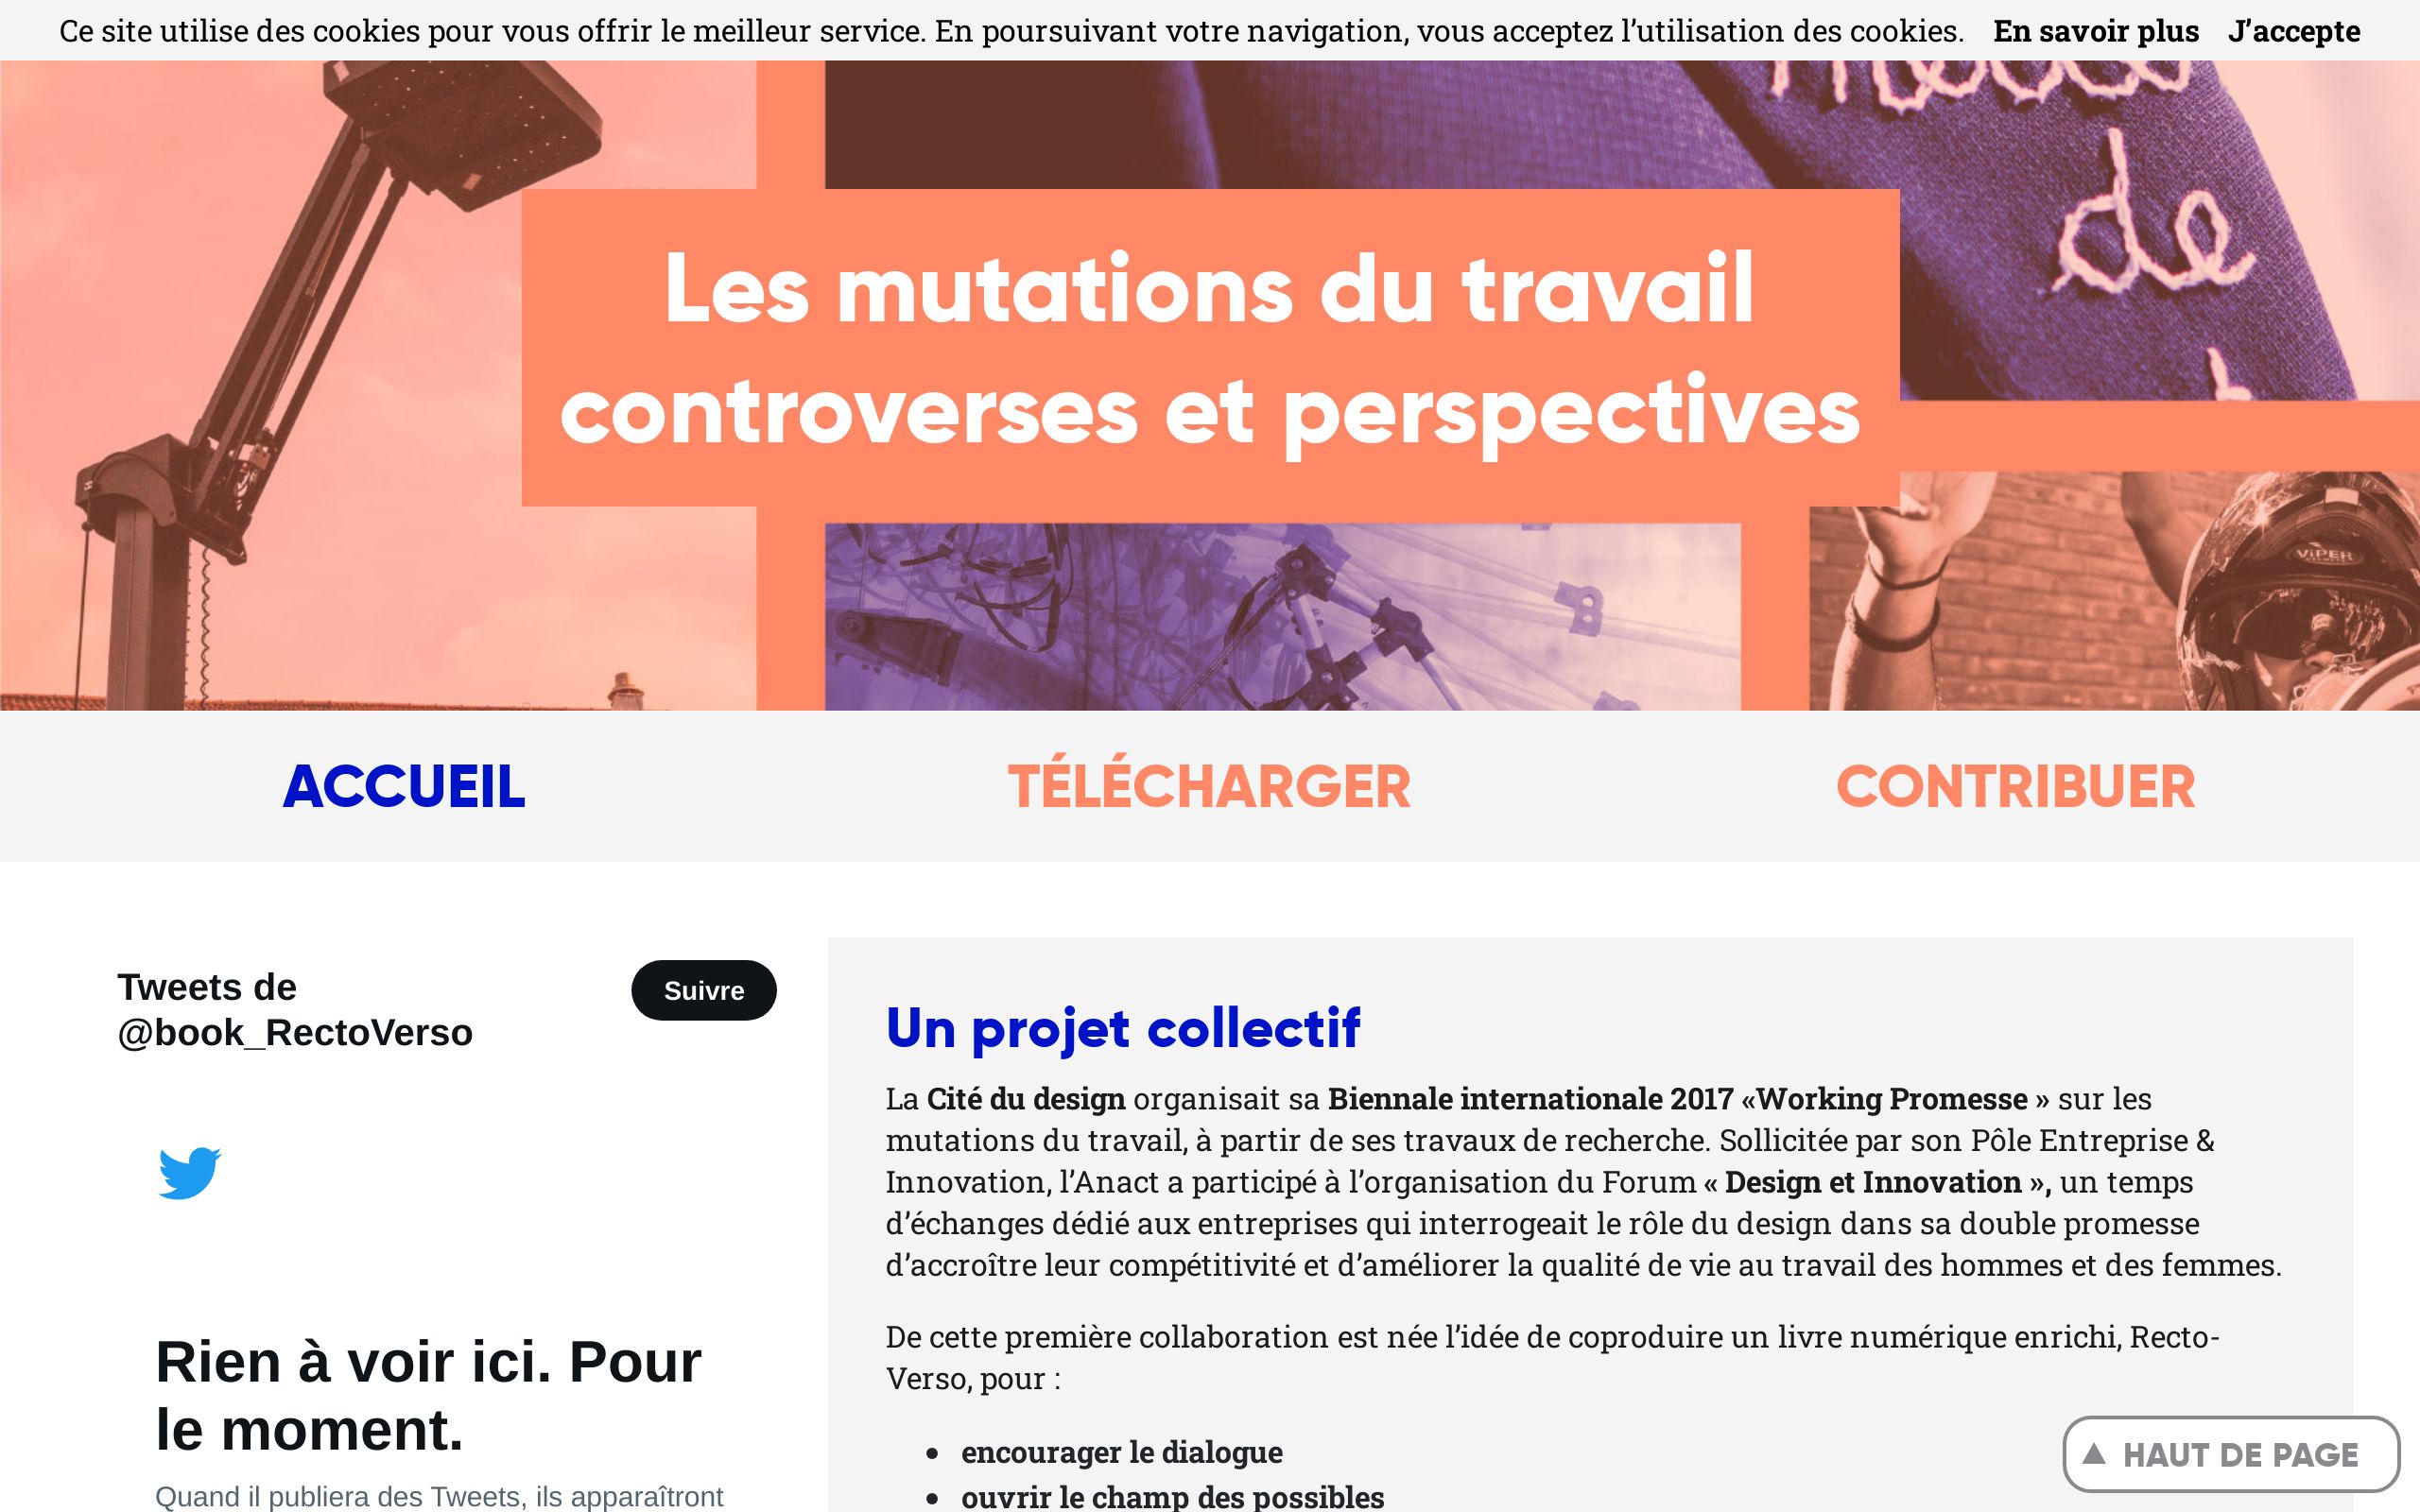 Ce site utilise des cookies pour vous offrir le meilleur service. En poursuivant votre navigation, vous acceptez l’utilisation des cookies. En savoir plus J’accepte
de
Les mutations du travail
controverses et perspectives
ViPER
ACCUEIL TÉLÉCHARGER CONTRIBUER
Tweets de
@book_RectoVerso
Suivre
Rien à voir ici. Pour
le moment.
Quand il publiera des Tweets, ils apparaîtront
Un projet collectif
La Cité du design organisait sa Biennale internationale 2017 «Working Promesse » sur les
mutations du travail, à partir de ses travaux de recherche. Sollicitée par son Pôle Entreprise &
Innovation, l’Anact a participé à l’organisation du Forum « Design et Innovation », un temps
d’échanges dédié aux entreprises qui interrogeait le rôle du design dans sa double promesse
d’accroître leur compétitivité et d’améliorer la qualité de vie au travail des hommes et des femmes.
De cette première collaboration est née l’idée de coproduire un livre numérique enrichi, Recto-
Verso, pour :
• encourager le dialogue
• ouvrir le champ des possibles
▲ HAUT DE PAGE